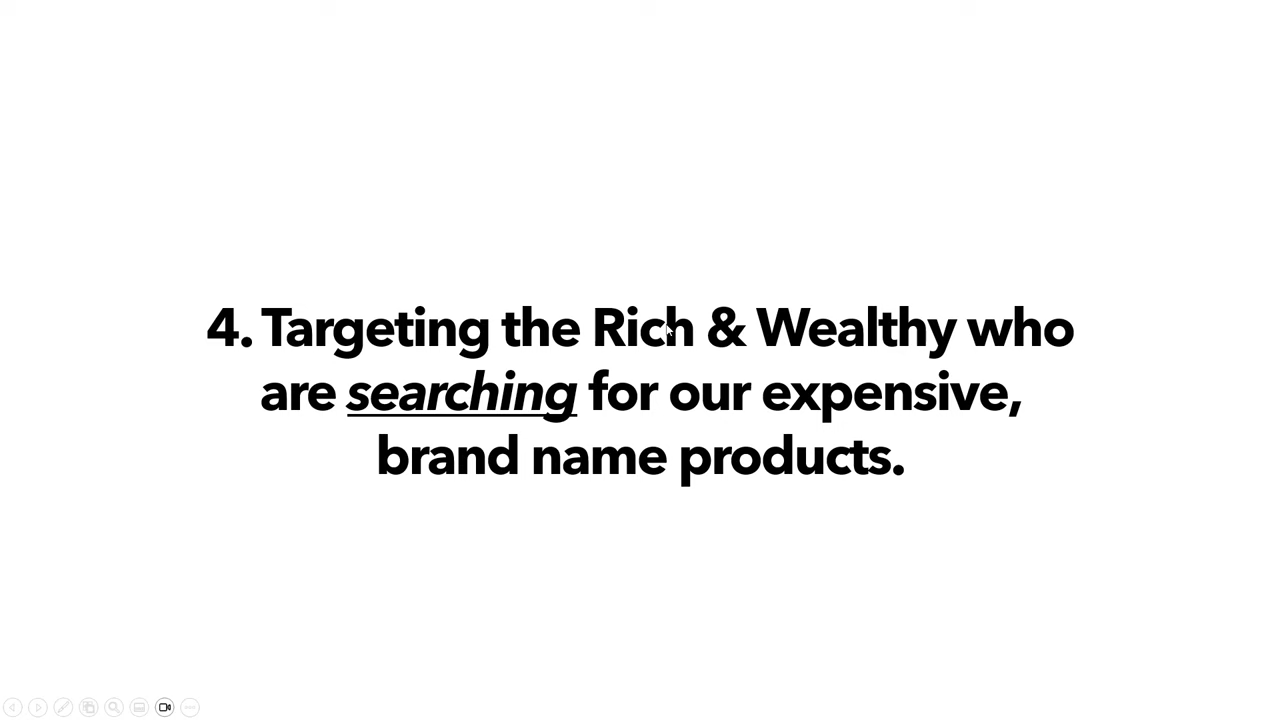 4. Targeting the Rich & Wealthy who
are searching for our expensive,
brand name products.